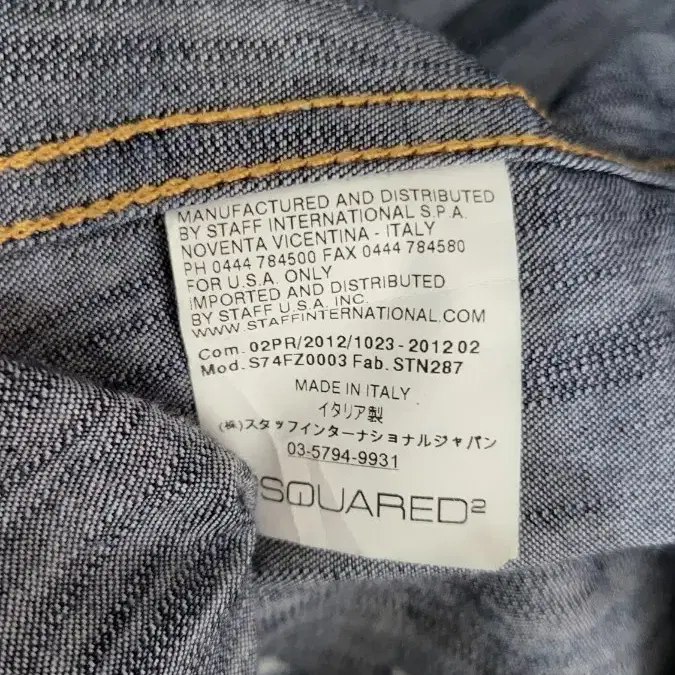 MANUFACTURED AND DISTRIBUTED
BY STAFF INTERNATIONAL S.P.A.
NOVENTA VICENTINA - ITALY
PH 0444 784500 FAX 0444 784580
FOR U.S.A. ONLY
IMPORTED AND DISTRIBUTED
BY STAFF U.S.A. INC.
WWW.STAFFINTERNATIONAL.COM
Com. 02PR/2012/1023-2012 02
Mod. S74FZ0003 Fab. STN287
MADE IN ITALY
イタリア製
(株)スタッフインターナショナルジャパン
03-5794-9931
SQUARED²